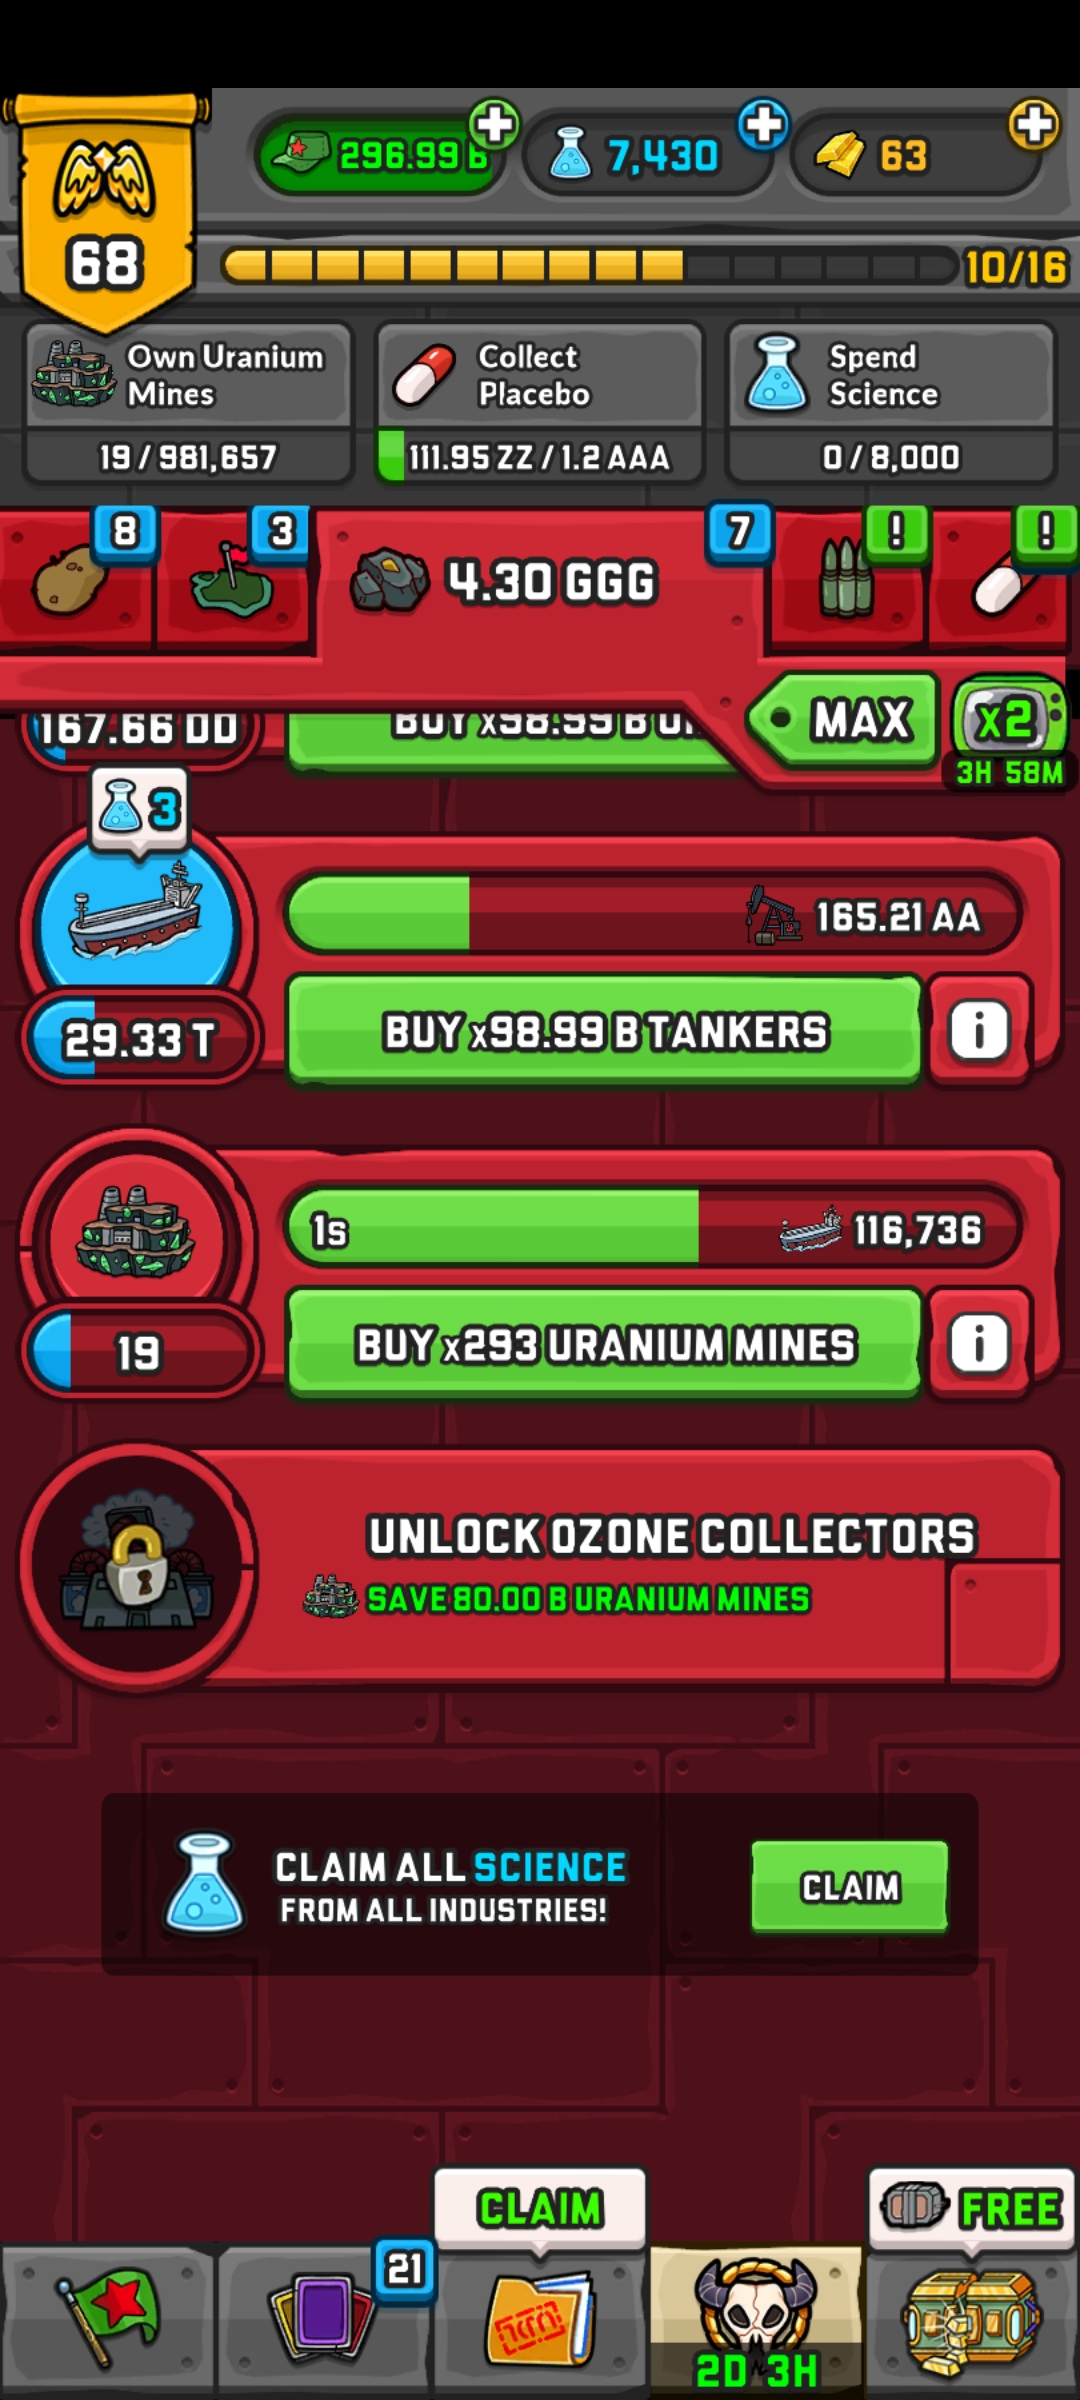 296.99 B
7,430
63
68
10/16
Own Uranium
Mines
19 / 981,657
Collect
Placebo
111.95 ZZ / 1.2 AAA
Spend
Science
0 / 8,000
8
3
4.30 GGG
7
!
!
MAX
x2
3H 58M
167.66 DD
BUY x98.99 B
3
165.21 AA
29.33 T
BUY x98.99 B TANKERS
i
1s
116,736
19
BUY x293 URANIUM MINES
i
UNLOCK OZONE COLLECTORS
SAVE 80.00 B URANIUM MINES
CLAIM ALL SCIENCE
FROM ALL INDUSTRIES!
CLAIM
CLAIM
FREE
21
2D 3H